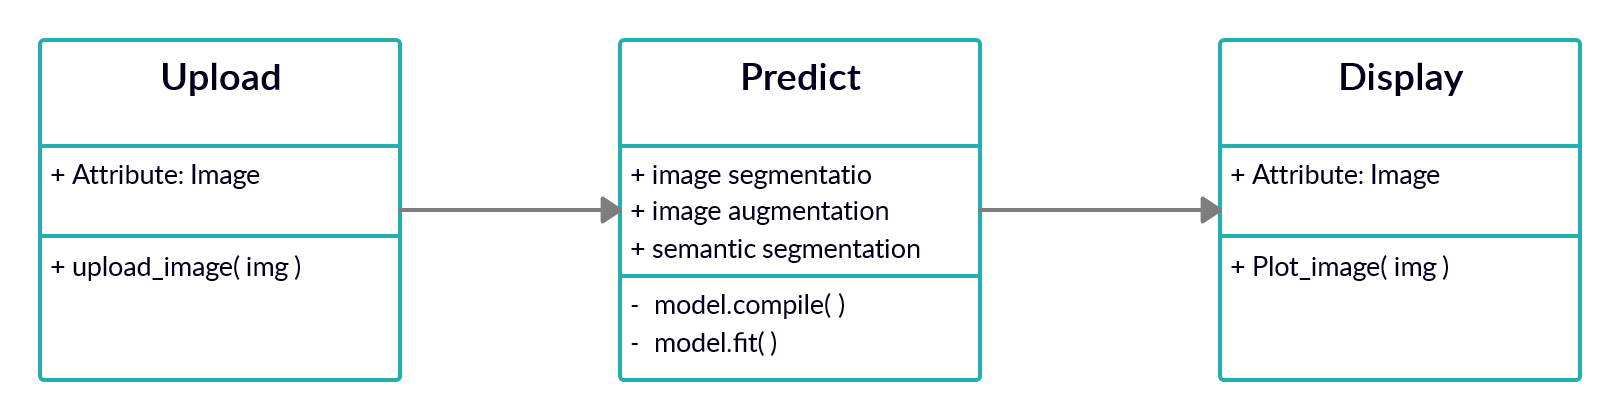 Upload
+ Attribute: Image
+ upload_image( img )
Predict
+ image segmentatio
+ image augmentation
+ semantic segmentation
- model.compile( )
- model.fit( )
Display
+ Attribute: Image
+ Plot_image( img )